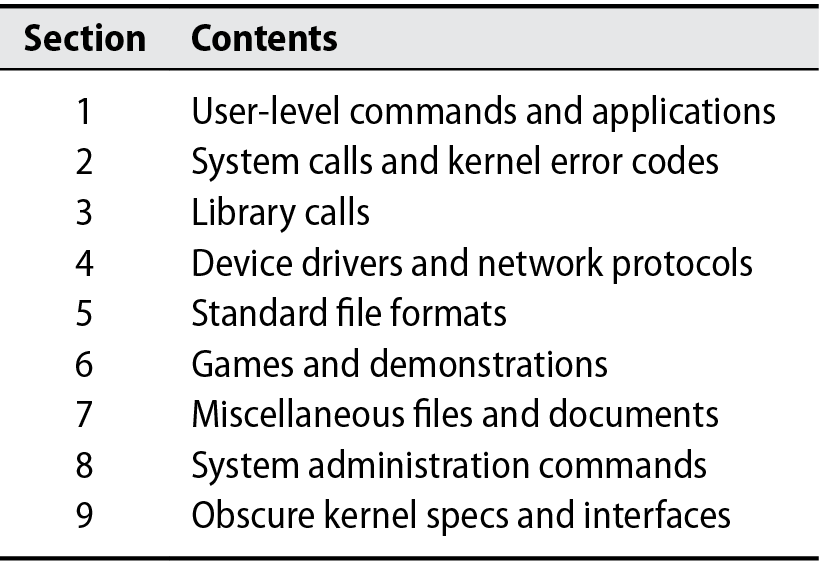 Section Contents
1 User-level commands and applications
2 System calls and kernel error codes
3 Library calls
4 Device drivers and network protocols
5 Standard file formats
6 Games and demonstrations
7 Miscellaneous files and documents
8 System administration commands
9 Obscure kernel specs and interfaces